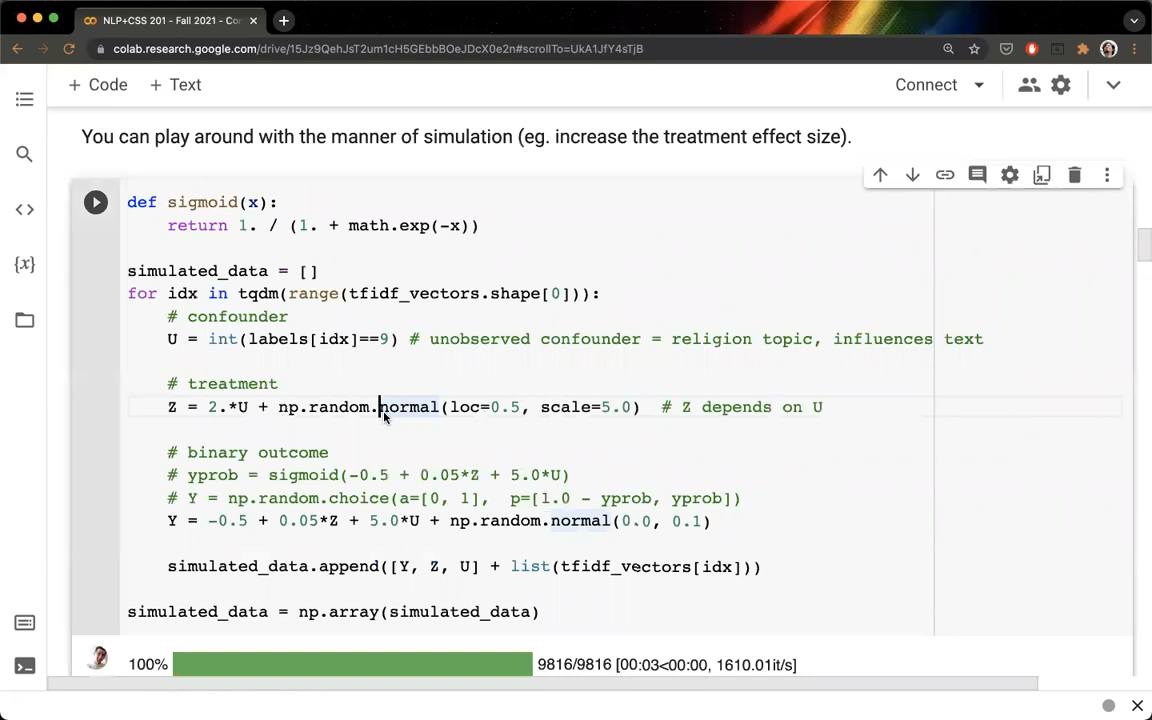 NLP+CSS 201 - Fall 2021 - Cor
colab.research.google.com/drive/15Jz9QehJsT2um1cH5GEbbBOeJDcX0e2n#scrollTo=UkA1JfY4sTjB
+ Code + Text
Connect
You can play around with the manner of simulation (eg. increase the treatment effect size).
def sigmoid(x):
return 1. / (1. + math.exp(-x))
simulated_data = []
for idx in tqdm(range(tfidf_vectors.shape[0])):
# confounder
U = int(labels[idx]==9) # unobserved confounder = religion topic, influences text
# treatment
Z = 2.*U + np.random.normal(loc=0.5, scale=5.0) # Z depends on U
# binary outcome
# yprob = sigmoid(-0.5 + 0.05*Z + 5.0*U)
# Y = np.random.choice(a=[0, 1], p=[1.0 - yprob, yprob])
Y = -0.5 + 0.05*Z + 5.0*U + np.random.normal(0.0, 0.1)
simulated_data.append([Y, Z, U] + list(tfidf_vectors[idx]))
simulated_data = np.array(simulated_data)
100% 9816/9816 [00:03<00:00, 1610.01it/s]